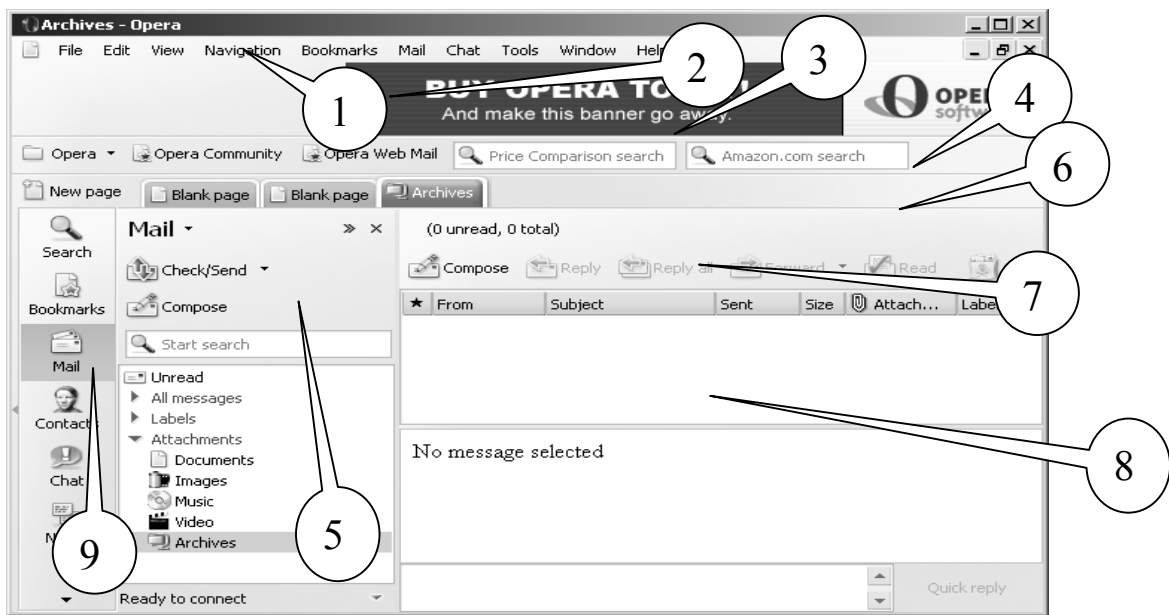 Archives - Opera
File Edit View Navigation Bookmarks Mail Chat Tools Window Help
1
2
3
4
And make this banner go away.
Opera Opera Community Opera Web Mail Price Comparison search Amazon.com search
6
New page Blank page Blank page Archives
Search
Bookmarks
Mail
Contacts
Chat
9
Mail
Check/Send
Compose
Start search
Unread
All messages
Labels
Attachments
Documents
Images
Music
Video
Archives
5
Ready to connect
(0 unread, 0 total)
Compose Reply Reply all Forward Read
7
From Subject Sent Size Attach...
8
No message selected
Quick reply